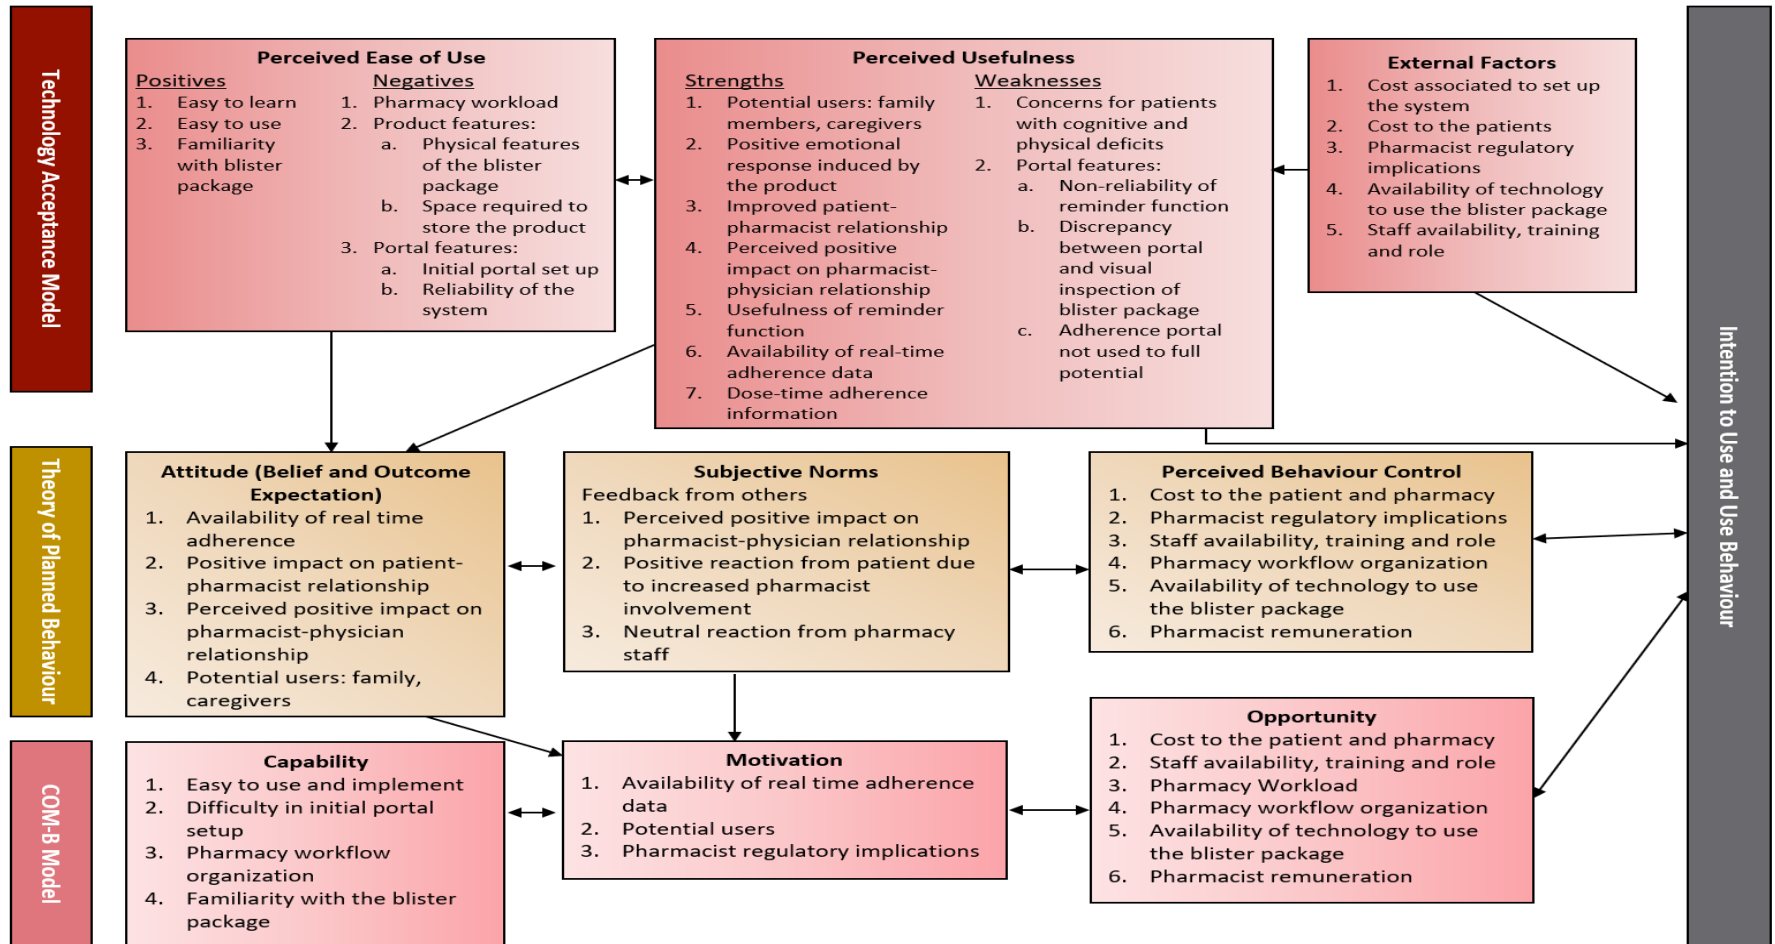 Technology Acceptance Model
Perceived Ease of Use
Positives
1. Easy to learn
2. Easy to use
3. Familiarity
with blister
package
Negatives
1. Pharmacy workload
2. Product features:
a. Physical features
of the blister
package
b. Space required to
store the product
3. Portal features:
a. Initial portal set up
b. Reliability of the
system
Perceived Usefulness
Strengths
1. Potential users: family
members, caregivers
2. Positive emotional
response induced by
the product
3. Improved patient-
pharmacist relationship
4. Perceived positive
impact on pharmacist-
physician relationship
5. Usefulness of reminder
function
6. Availability of real-time
adherence data
7. Dose-time adherence
information
Weaknesses
1. Concerns for patients
with cognitive and
physical deficits
2. Portal features:
a. Non-reliability of
reminder function
b. Discrepancy
between portal
and visual
inspection of
blister package
c. Adherence portal
not used to full
potential
External Factors
1. Cost associated to set up
the system
2. Cost to the patients
3. Pharmacist regulatory
implications
4. Availability of technology
to use the blister package
5. Staff availability, training
and role
Theory of Planned Behaviour
Attitude (Belief and Outcome
Expectation)
1. Availability of real time
adherence
2. Positive impact on patient-
pharmacist relationship
3. Perceived positive impact on
pharmacist-physician
relationship
4. Potential users: family,
caregivers
Subjective Norms
Feedback from others
1. Perceived positive impact on
pharmacist-physician relationship
2. Positive reaction from patient due
to increased pharmacist
involvement
3. Neutral reaction from pharmacy
staff
Perceived Behaviour Control
1. Cost to the patient and pharmacy
2. Pharmacist regulatory implications
3. Staff availability, training and role
4. Pharmacy workflow organization
5. Availability of technology to use
the blister package
6. Pharmacist remuneration
COM-B Model
Capability
1. Easy to use and implement
2. Difficulty in initial portal
setup
3. Pharmacy workflow
organization
4. Familiarity with the blister
package
Motivation
1. Availability of real time adherence
data
2. Potential users
3. Pharmacist regulatory implications
Opportunity
1. Cost to the patient and pharmacy
2. Staff availability, training and role
3. Pharmacy Workload
4. Pharmacy workflow organization
5. Availability of technology to use
the blister package
6. Pharmacist remuneration
Intention to Use and Use Behaviour